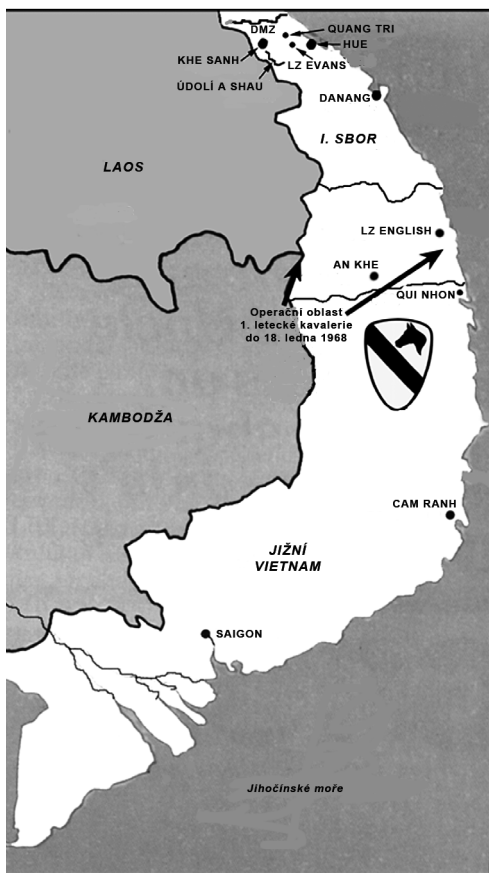 DMZ
QUANG TRI
HUE
KHE SANH
LZ EVANS
ÚDOLÍ A SHAU
DANANG
I. SBOR
LAOS
LZ ENGLISH
AN KHE
QUI NHON
Operační oblast
1. letecké kavalerie
do 18. ledna 1968
KAMBODŽA
CAM RANH
JIŽNÍ
VIETNAM
SAIGON
Jihočínské moře